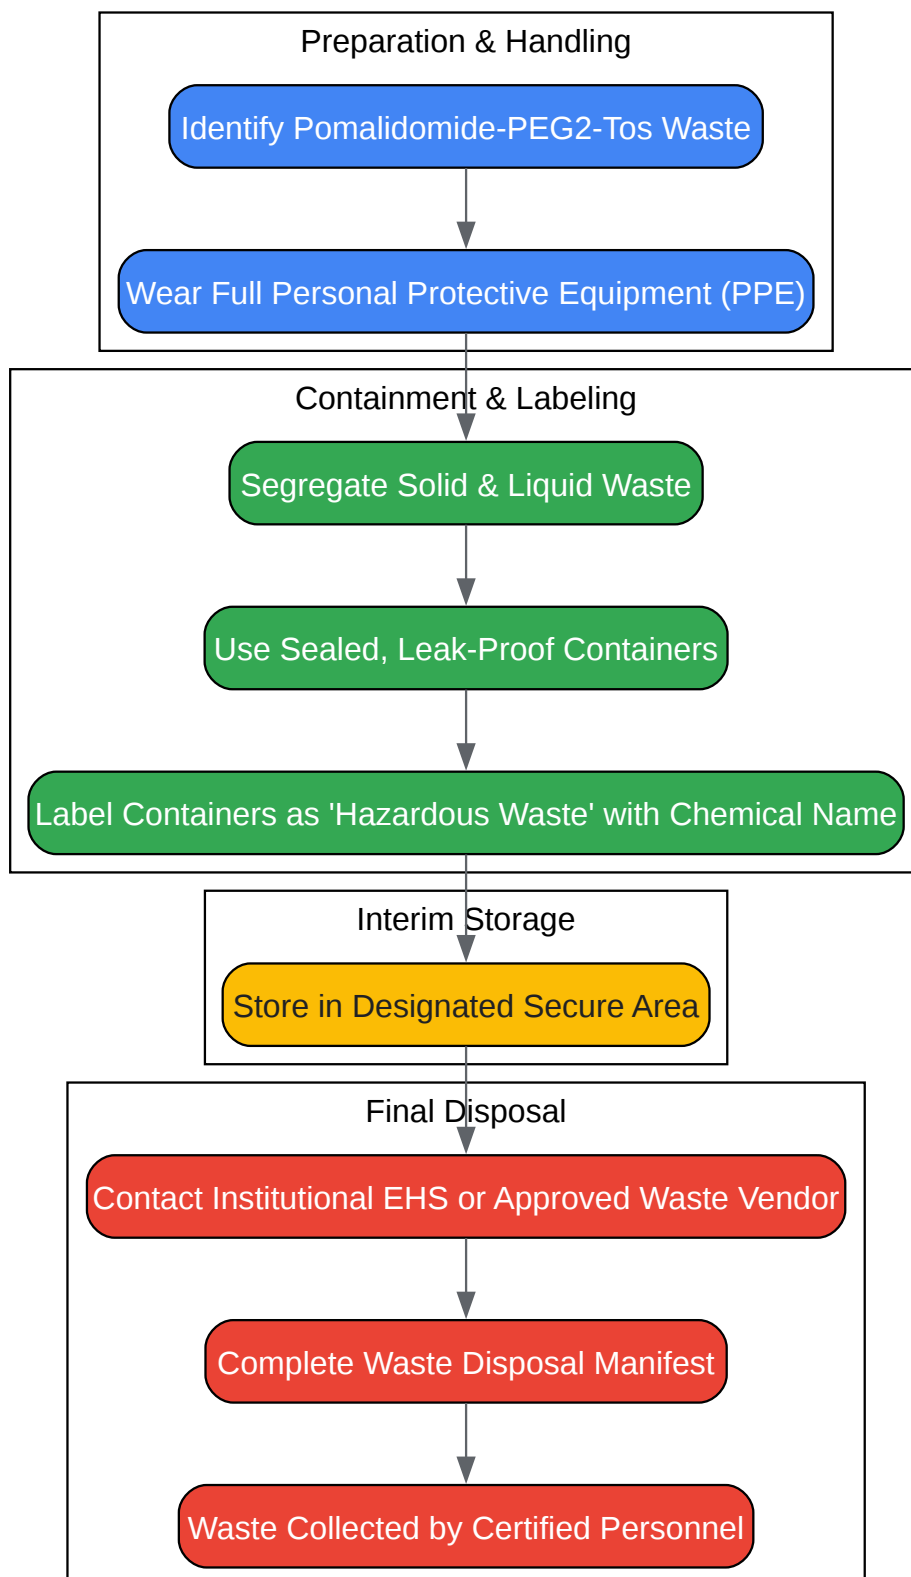 Preparation & Handling
Identify Pomalidomide-PEG2-Tos Waste
Wear Full Personal Protective Equipment (PPE)
Containment & Labeling
Segregate Solid & Liquid Waste
Use Sealed, Leak-Proof Containers
Label Containers as 'Hazardous Waste' with Chemical Name
Interim Storage
Store in Designated Secure Area
Final Disposal
Contact Institutional EHS or Approved Waste Vendor
Complete Waste Disposal Manifest
Waste Collected by Certified Personnel